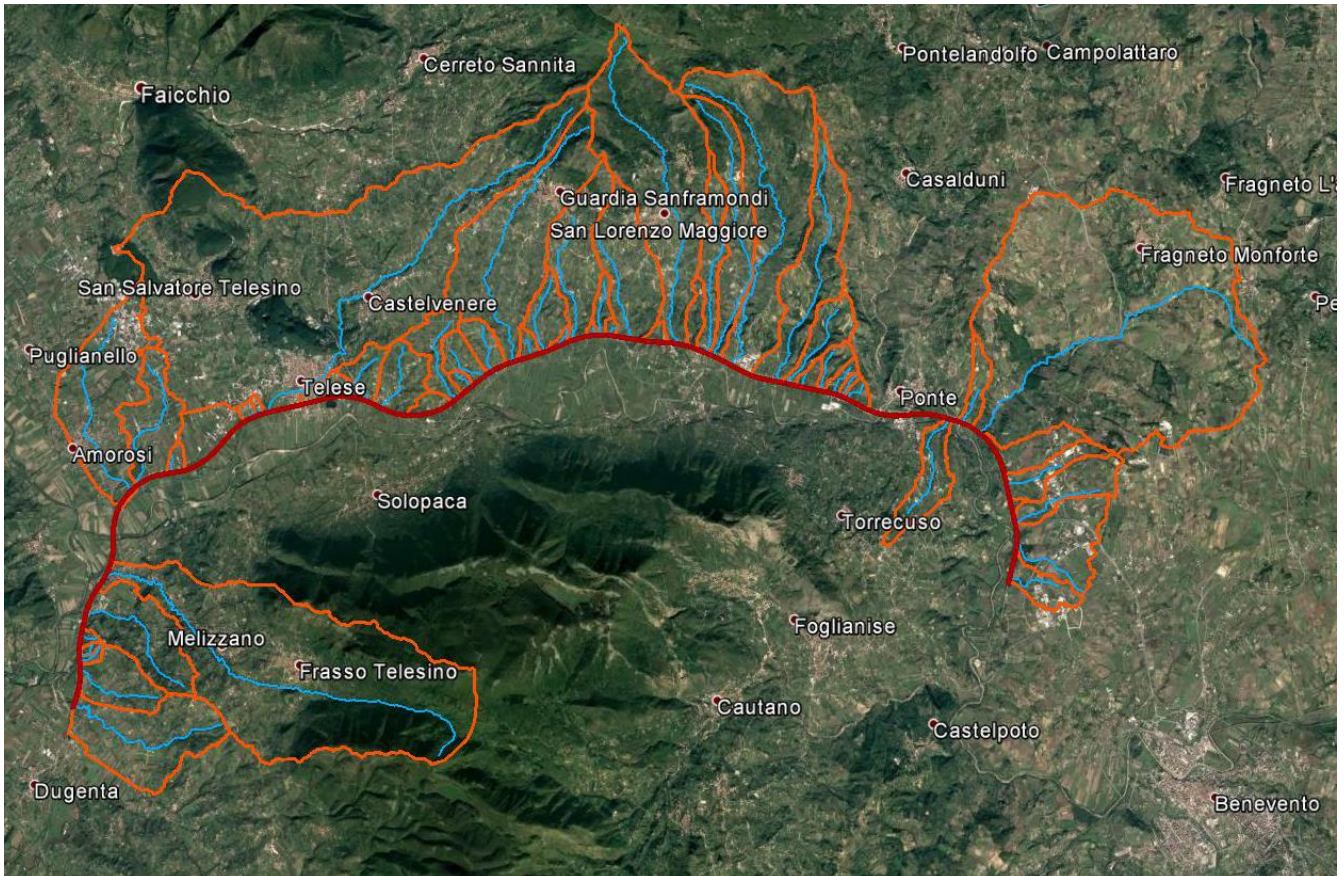 Pontelandolfo
Campolattaro
Cerreto Sannita
Faicchio
Casalduni
Fragneto L'
Guardia Sanframondi
San Lorenzo Maggiore
Fragneto Monforte
San Salvatore Telesino
Castelvenere
Pe
Puglianello
Telese
Ponte
Amorosi
Solopaca
Torrecuso
Foglianise
Melizzano
Frasso Telesino
Cautano
Castelpoto
Dugenta
Benevento